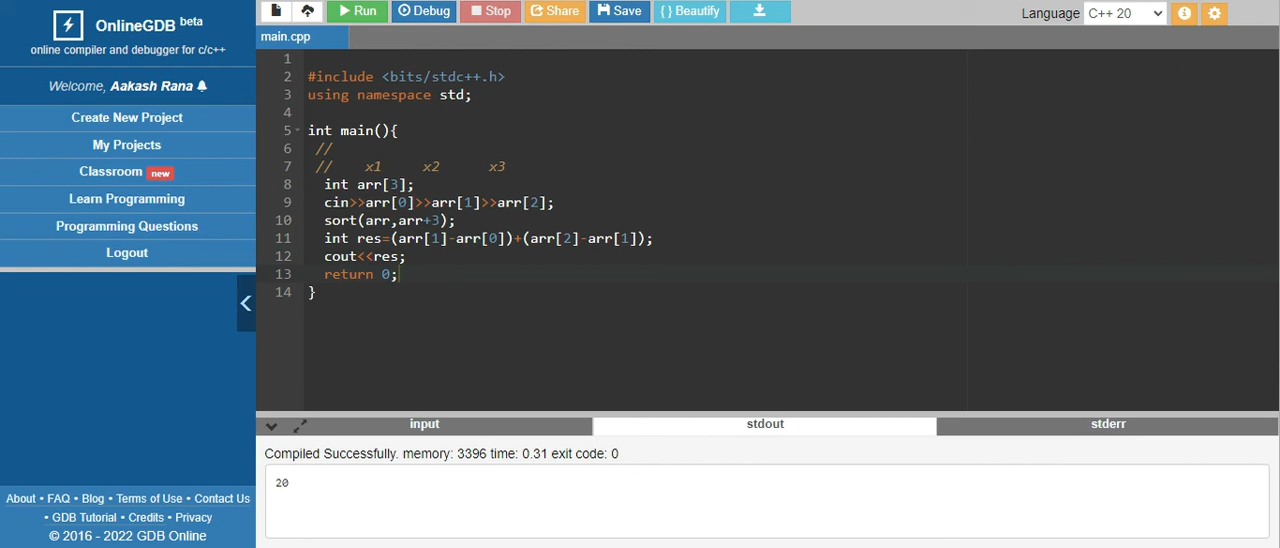 OnlineGDB beta
online compiler and debugger for c/c++
Welcome, Aakash Rana
Create New Project
My Projects
Classroom new
Learn Programming
Programming Questions
Logout
About • FAQ • Blog • Terms of Use • Contact Us
• GDB Tutorial • Credits • Privacy
© 2016 - 2022 GDB Online
Run Debug Stop Share Save { } Beautify Language C++ 20
main.cpp
1
2 #include <bits/stdc++.h>
3 using namespace std;
4
5 int main(){
6 //
7 // x1 x2 x3
8 int arr[3];
9 cin>>arr[0]>>arr[1]>>arr[2];
10 sort(arr,arr+3);
11 int res=(arr[1]-arr[0])+(arr[2]-arr[1]);
12 cout<<res;
13 return 0;
14 }
input stdout stderr
Compiled Successfully. memory: 3396 time: 0.31 exit code: 0
20